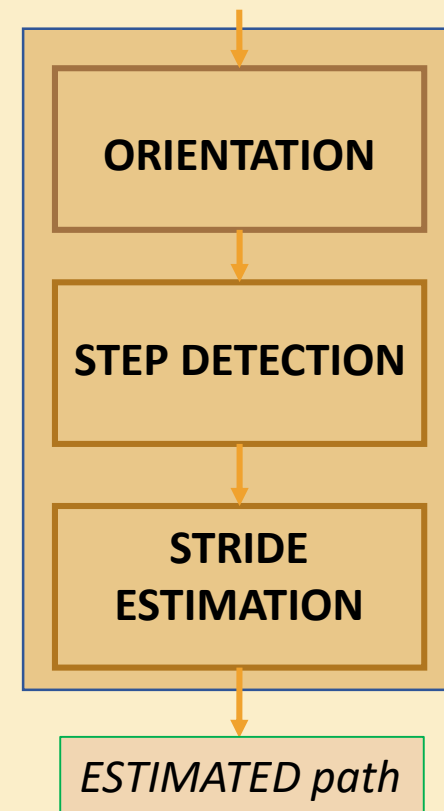 ORIENTATION
STEP DETECTION
STRIDE
ESTIMATION
ESTIMATED path